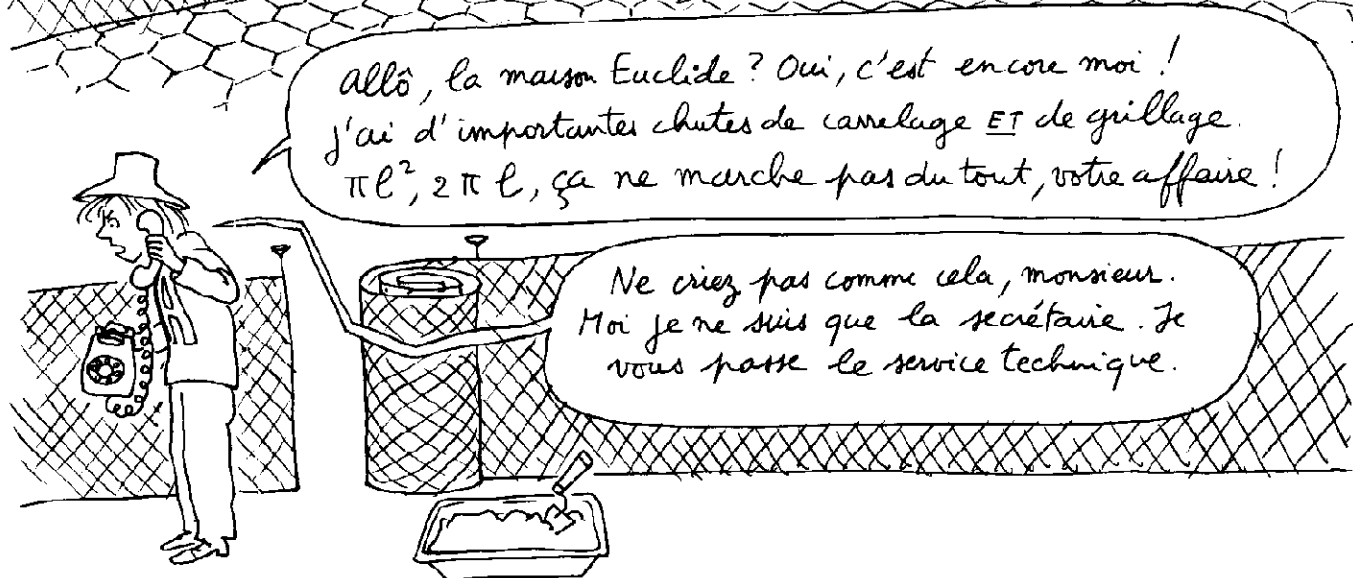 Allô, la maison Euclide ? Oui, c'est encore moi !
J'ai d'importantes chutes de carrelage ET de grillage.
πl², 2πl, ça ne marche pas du tout, votre affaire !
Ne criez pas comme cela, monsieur.
Moi je ne suis que la secrétaire. Je
vous passe le service technique.